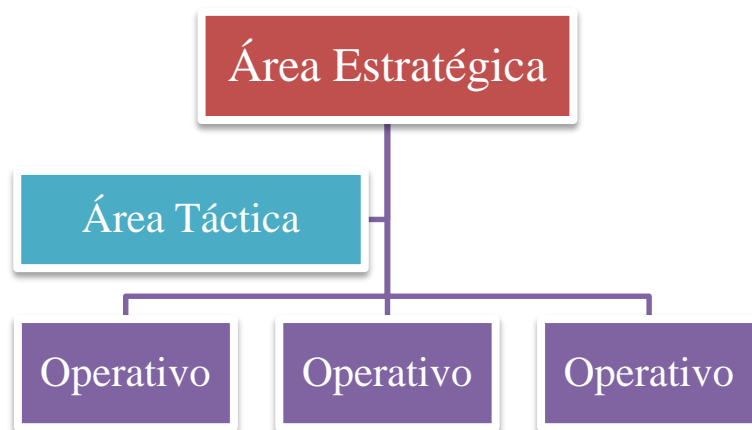 Área Estratégica
Área Táctica
Operativo
Operativo
Operativo